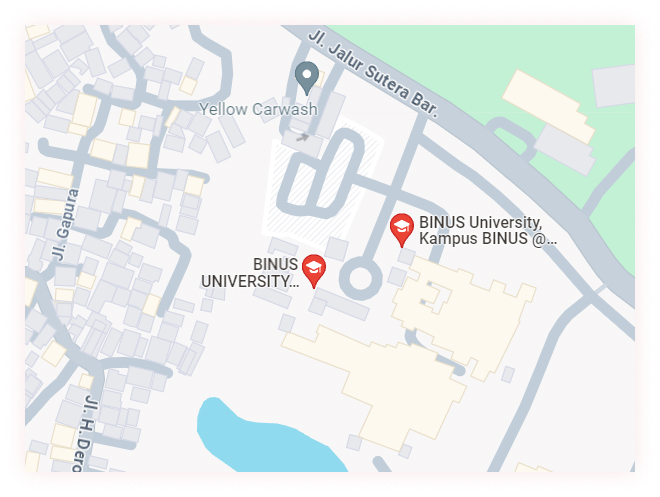 Jl. Jalur Sutera Bar.
Yellow Carwash
Jl. Gapura
BINUS University,
Kampus BINUS @...
BINUS
UNIVERSITY...
Jl. H.Dero